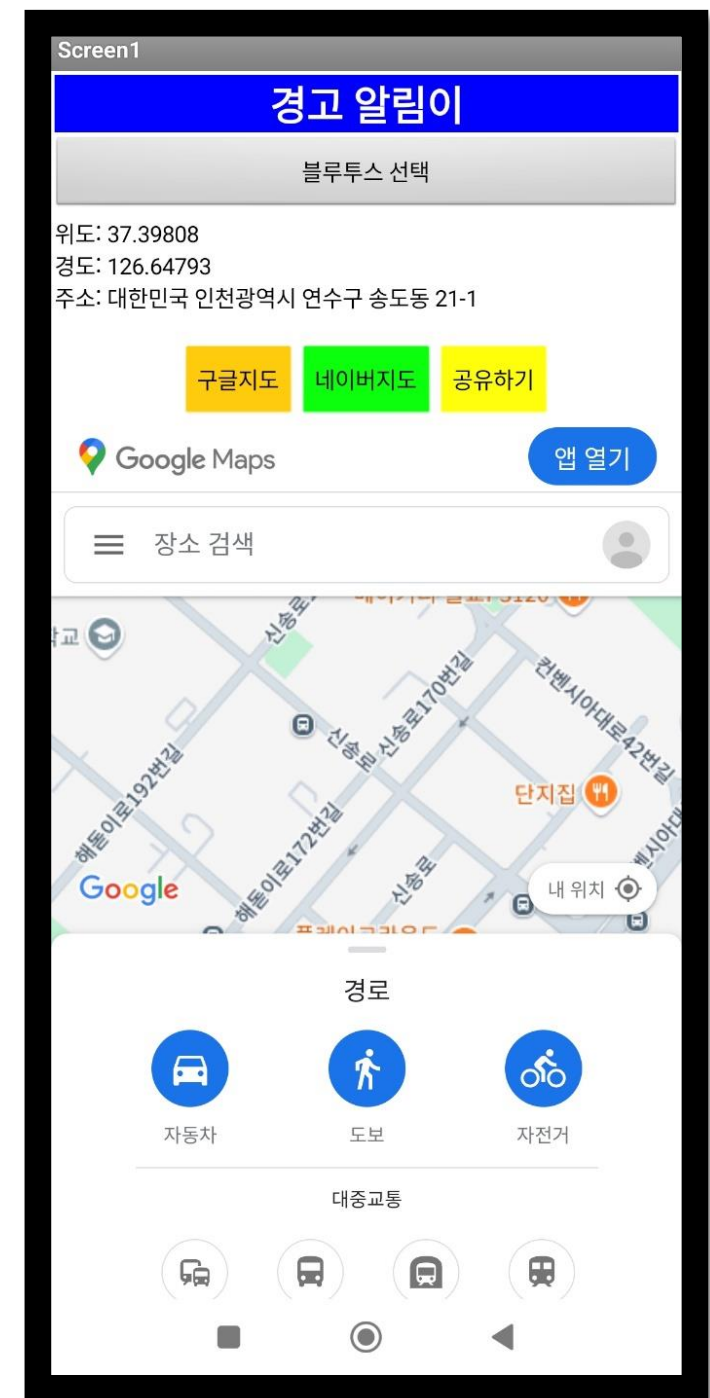 Screen1
경고 알림이
블루투스 선택
위도: 37.39808
경도: 126.64793
주소: 대한민국 인천광역시 연수구 송도동 21-1
구글지도 네이버지도 공유하기
Google Maps 앱 열기
장소 검색
신송로
신송로170번길
컨벤시아대로42번길
신송로
해돋이로192번길
단지집
해돋이로172번길
신송로
Google
내 위치
경로
자동차 도보 자전거
대중교통